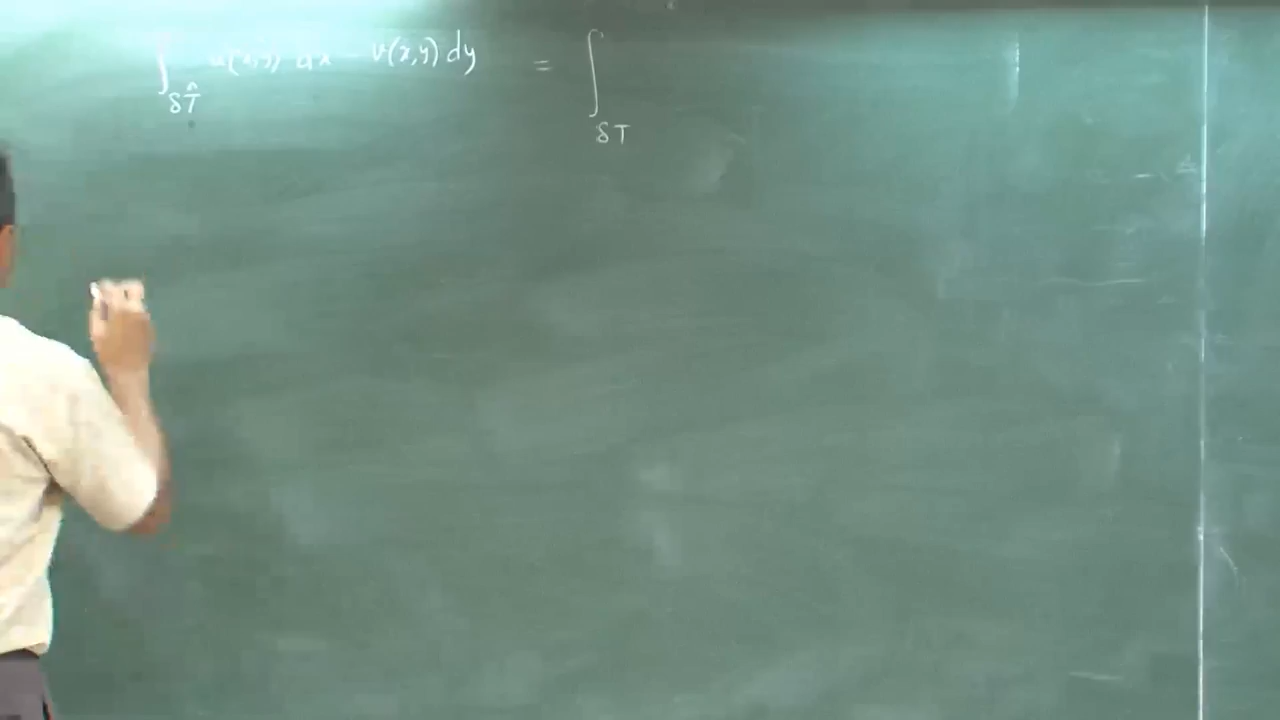 ∫_{δT̂} u(x,y) dx - v(x,y) dy = ∫_{δT}